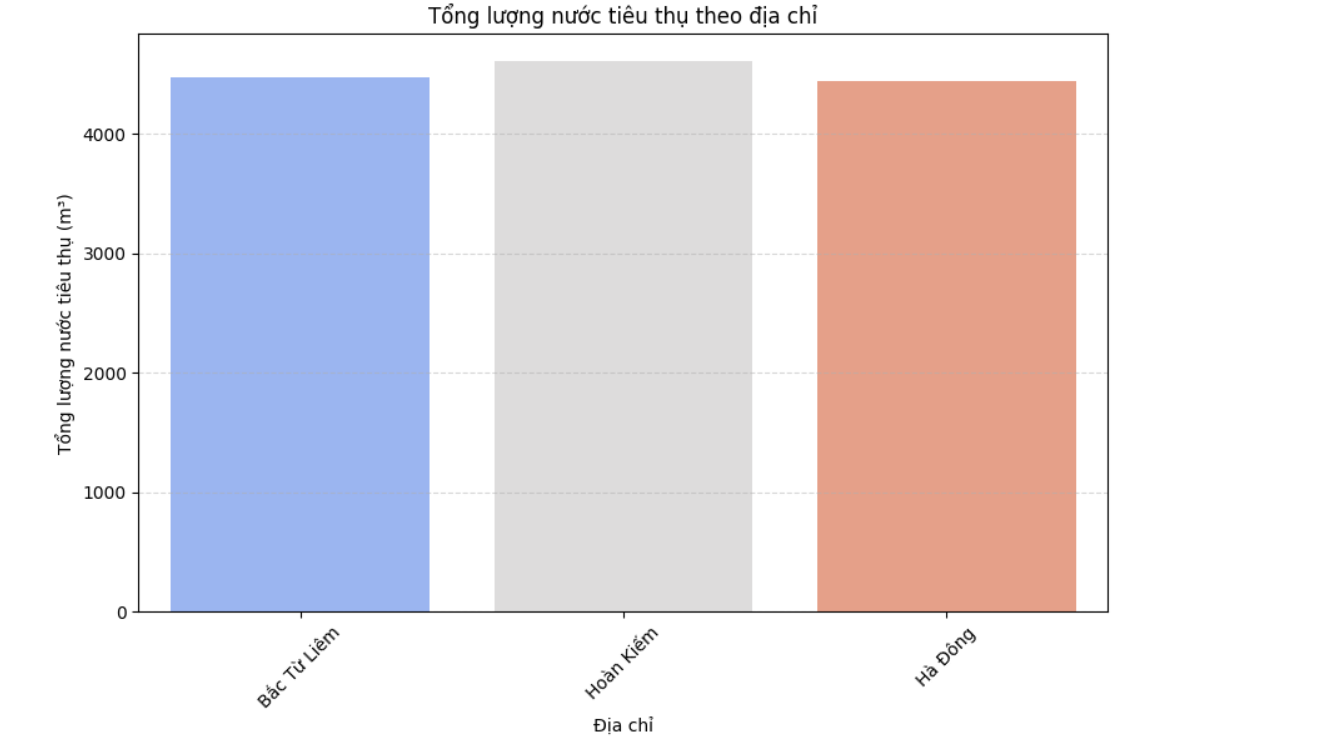 Tổng lượng nước tiêu thụ theo địa chỉ
Tổng lượng nước tiêu thụ (m³)
4000
3000
2000
1000
0
Bắc Từ Liêm
Hoàn Kiếm
Hà Đông
Địa chỉ